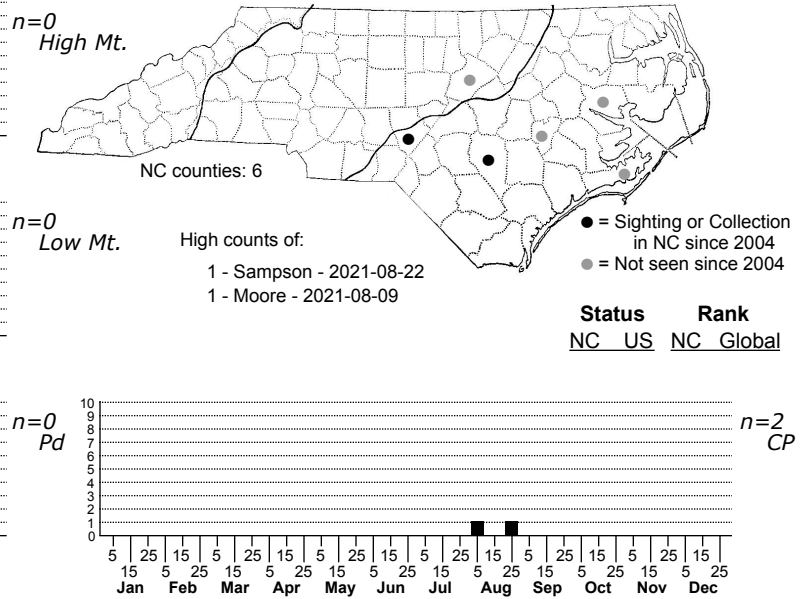 n=0
High Mt.
NC counties: 6
n=0
Low Mt.
High counts of:
1 - Sampson - 2021-08-22
1 - Moore - 2021-08-09
= Sighting or Collection
in NC since 2004
= Not seen since 2004
Status Rank
NC US NC Global
n=0
Pd
n=2
CP
10
9
8
7
6
5
4
3
2
1
0
5 25 15 5 25 15 5 25 15 5 25 15 5 25 15 5 25 15
15 5 25 15 5 25 15 5 25 15 5 25 15 5 25 15 5 25
Jan Feb Mar Apr May Jun Jul Aug Sep Oct Nov Dec